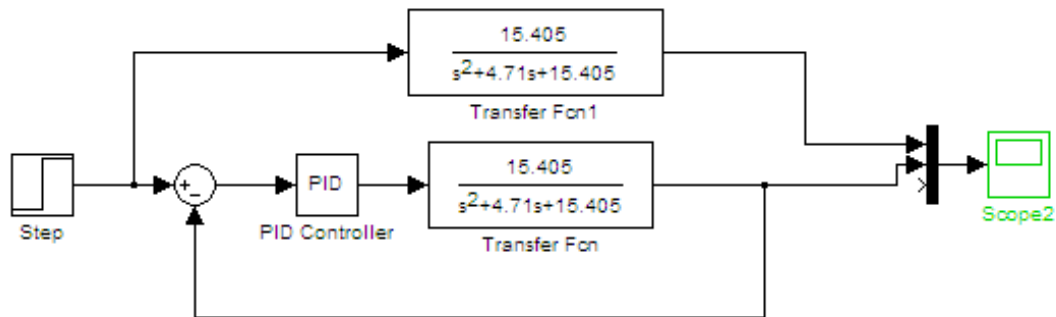 15.405
s²+4.71s+15.405
Transfer Fcn1
Step
+
−
PID
PID Controller
15.405
s²+4.71s+15.405
Transfer Fcn
Scope2